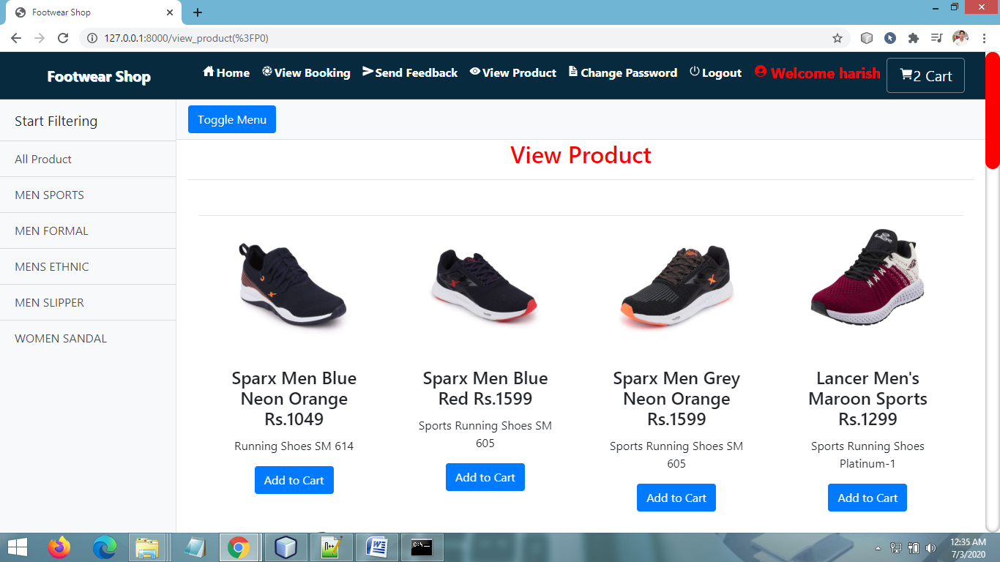 Footwear Shop
127.0.0.1:8000/view_product(%3FP0)
Footwear Shop
Home
View Booking
Send Feedback
View Product
Change Password
Logout
Welcome harish
2 Cart
Start Filtering
All Product
MEN SPORTS
MEN FORMAL
MENS ETHNIC
MEN SLIPPER
WOMEN SANDAL
Toggle Menu
View Product
Sparx Men Blue
Neon Orange
Rs.1049
Running Shoes SM 614
Add to Cart
Sparx Men Blue
Red Rs.1599
Sports Running Shoes SM
605
Add to Cart
Sparx Men Grey
Neon Orange
Rs.1599
Sports Running Shoes SM
605
Add to Cart
Lancer Men's
Maroon Sports
Rs.1299
Sports Running Shoes
Platinum-1
Add to Cart
12:35 AM
7/3/2020